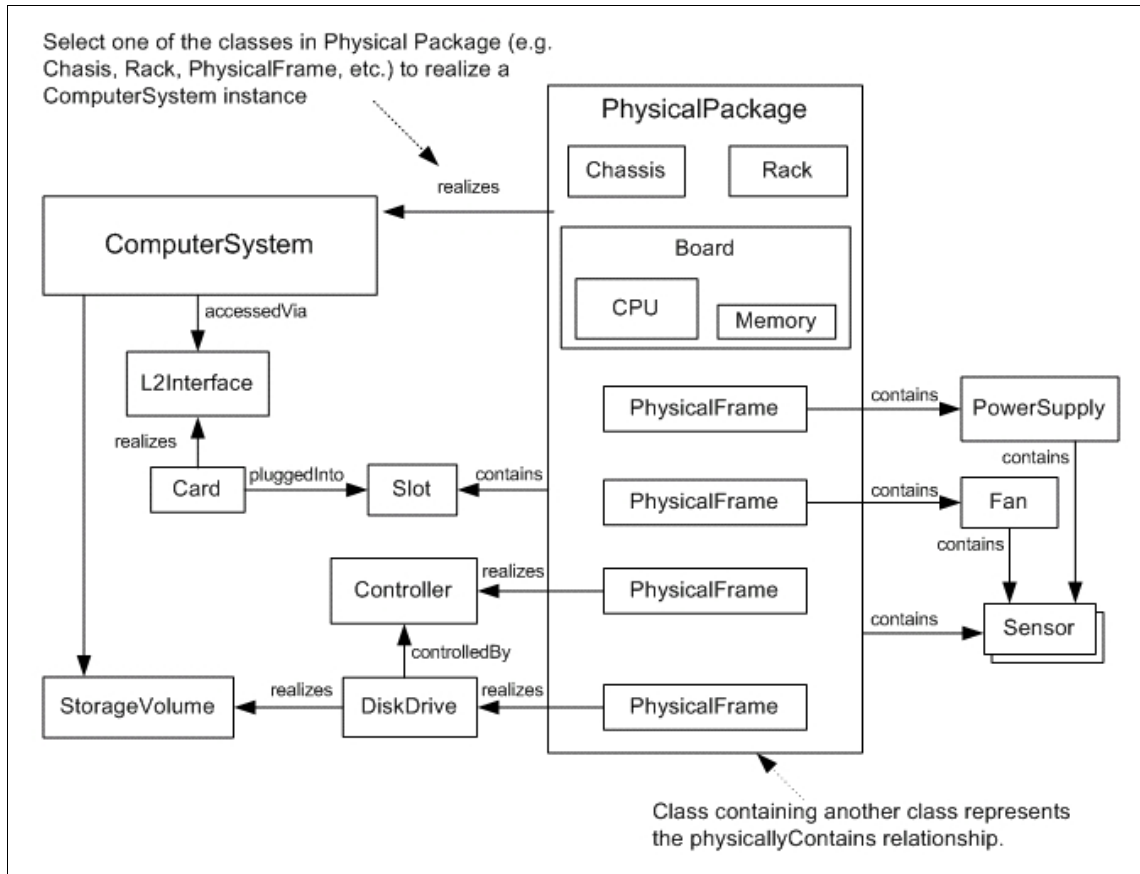 Select one of the classes in Physical Package (e.g.
Chasis, Rack, PhysicalFrame, etc.) to realize a
ComputerSystem instance
PhysicalPackage
Chassis
Rack
realizes
ComputerSystem
Board
CPU
Memory
accessedVia
L2Interface
PhysicalFrame
contains
PowerSupply
realizes
contains
Card
pluggedInto
Slot
contains
PhysicalFrame
contains
Fan
contains
Controller
realizes
PhysicalFrame
contains
Sensor
controlledBy
StorageVolume
realizes
DiskDrive
realizes
PhysicalFrame
Class containing another class represents
the physicallyContains relationship.